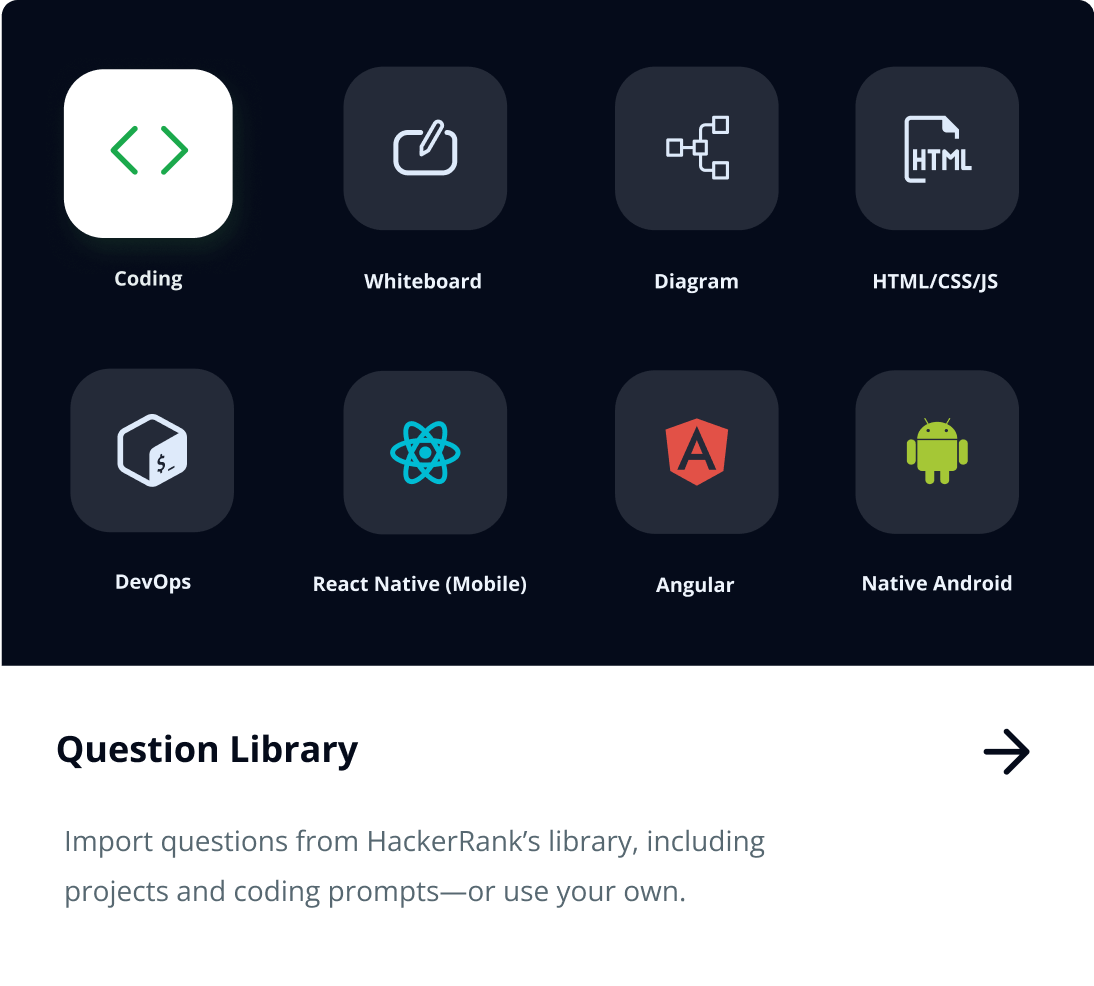 HTML
Coding
Whiteboard
Diagram
HTML/CSS/JS
$_
DevOps
React Native (Mobile)
Angular
Native Android
Question Library
Import questions from HackerRank’s library, including
projects and coding prompts—or use your own.